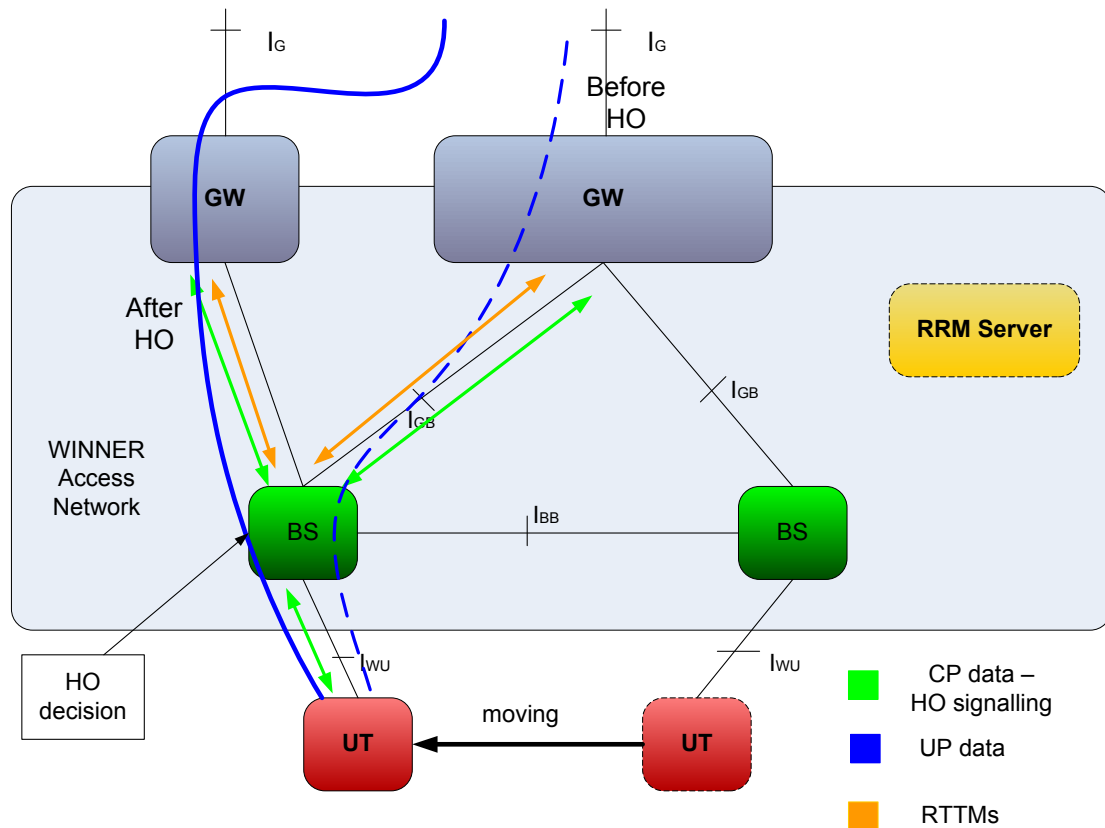 IG
IG
Before
HO
GW
GW
After
HO
RRM Server
IGB
IGB
WINNER
Access
Network
IBB
BS
BS
IWU
IWU
HO
decision
UT
moving
UT
CP data –
HO signalling
UP data
RTTMs